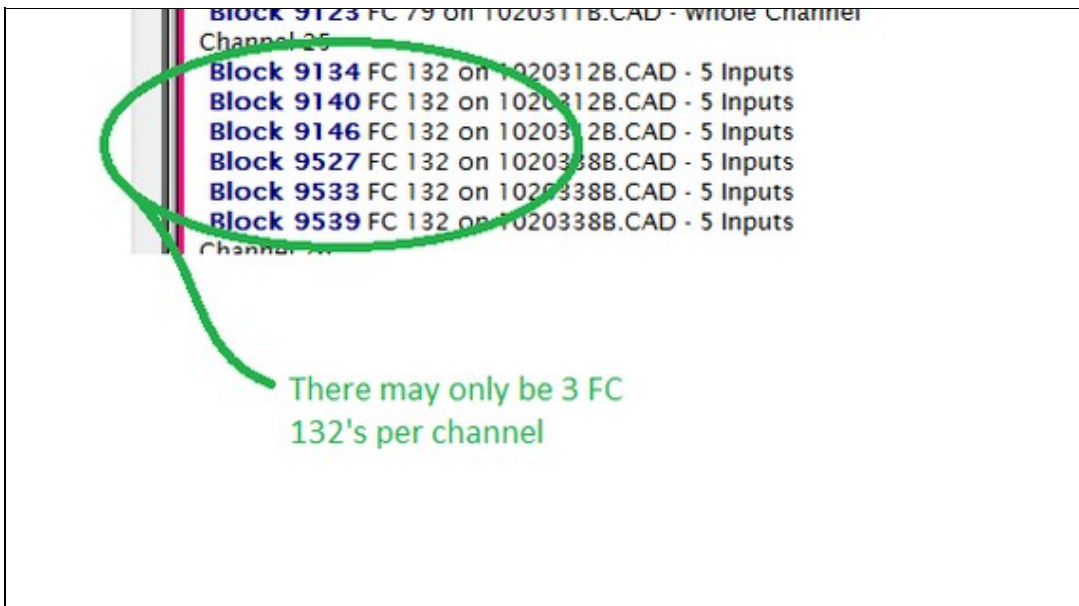 Block 9123 FC 79 on 1020311B.CAD - Whole Channel
Channel 25
Block 9134 FC 132 on 1020312B.CAD - 5 Inputs
Block 9140 FC 132 on 1020312B.CAD - 5 Inputs
Block 9146 FC 132 on 1020312B.CAD - 5 Inputs
Block 9527 FC 132 on 1020338B.CAD - 5 Inputs
Block 9533 FC 132 on 1020338B.CAD - 5 Inputs
Block 9539 FC 132 on 1020338B.CAD - 5 Inputs
Channel
There may only be 3 FC
132's per channel